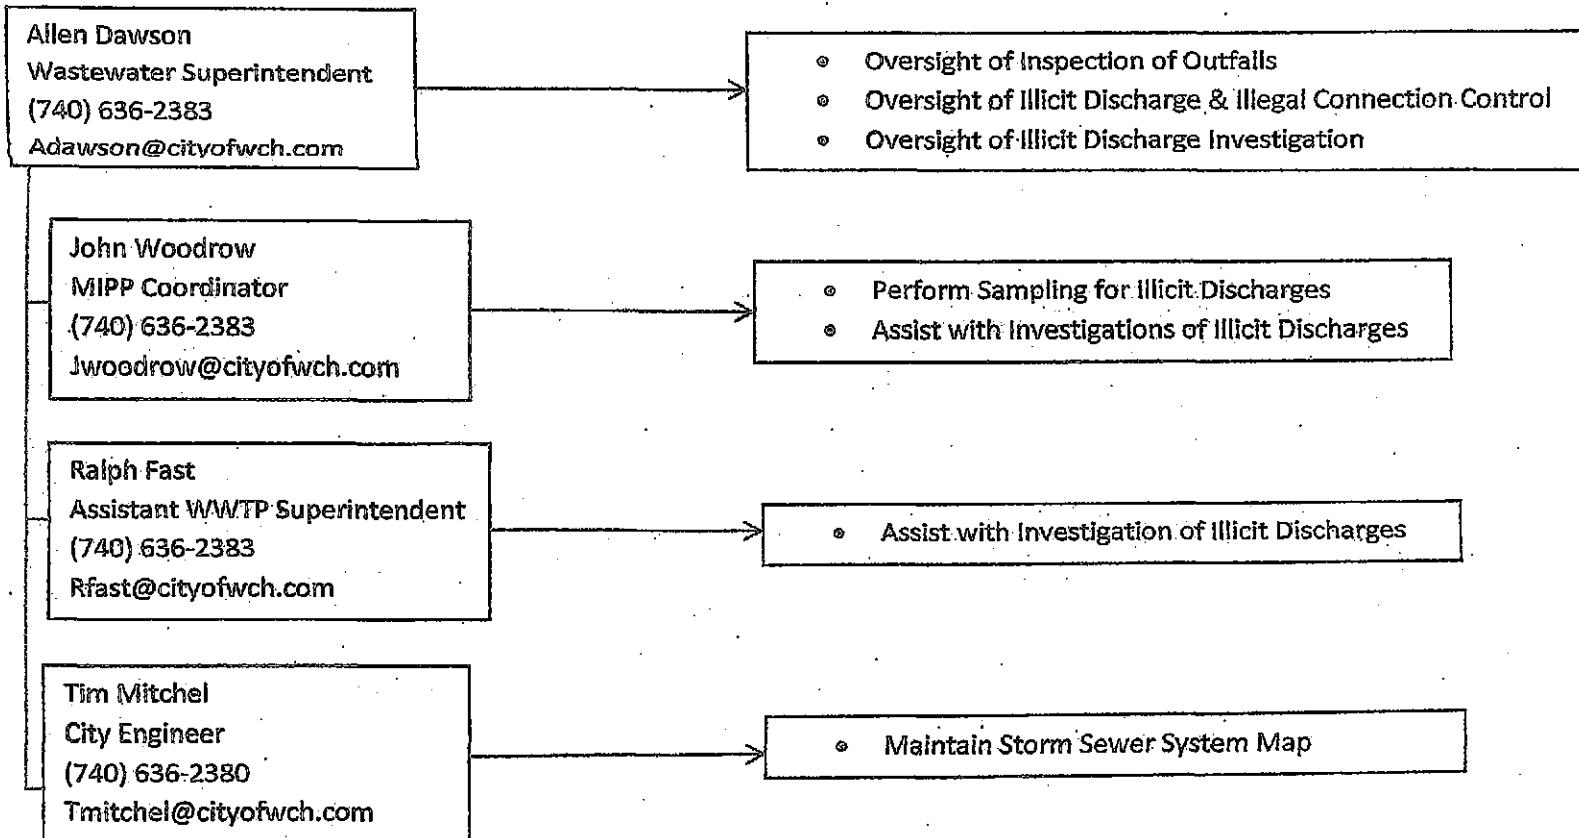 Allen Dawson
Wastewater Superintendent
(740) 636-2383
Adawson@cityofwch.com
• Oversight of Inspection of Outfalls
• Oversight of Illicit Discharge & Illegal Connection Control
• Oversight of Illicit Discharge Investigation
John Woodrow
MIPP Coordinator
(740) 636-2383
Jwoodrow@cityofwch.com
• Perform Sampling for Illicit Discharges
• Assist with Investigations of Illicit Discharges
Ralph Fast
Assistant WWTP Superintendent
(740) 636-2383
Rfast@cityofwch.com
• Assist with Investigation of Illicit Discharges
Tim Mitchel
City Engineer
(740) 636-2380
Tmitchel@cityofwch.com
• Maintain Storm Sewer System Map